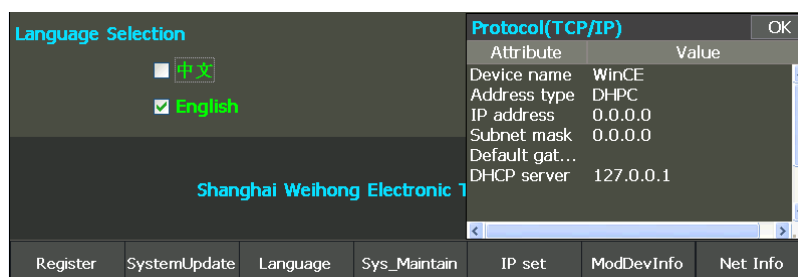 Language Selection
中文
English
Shanghai Weihong Electronic T
Protocol(TCP/IP) OK
Attribute Value
Device name WinCE
Address type DHPC
IP address 0.0.0.0
Subnet mask 0.0.0.0
Default gat...
DHCP server 127.0.0.1
Register SystemUpdate Language Sys_Maintain IP set ModDevInfo Net Info